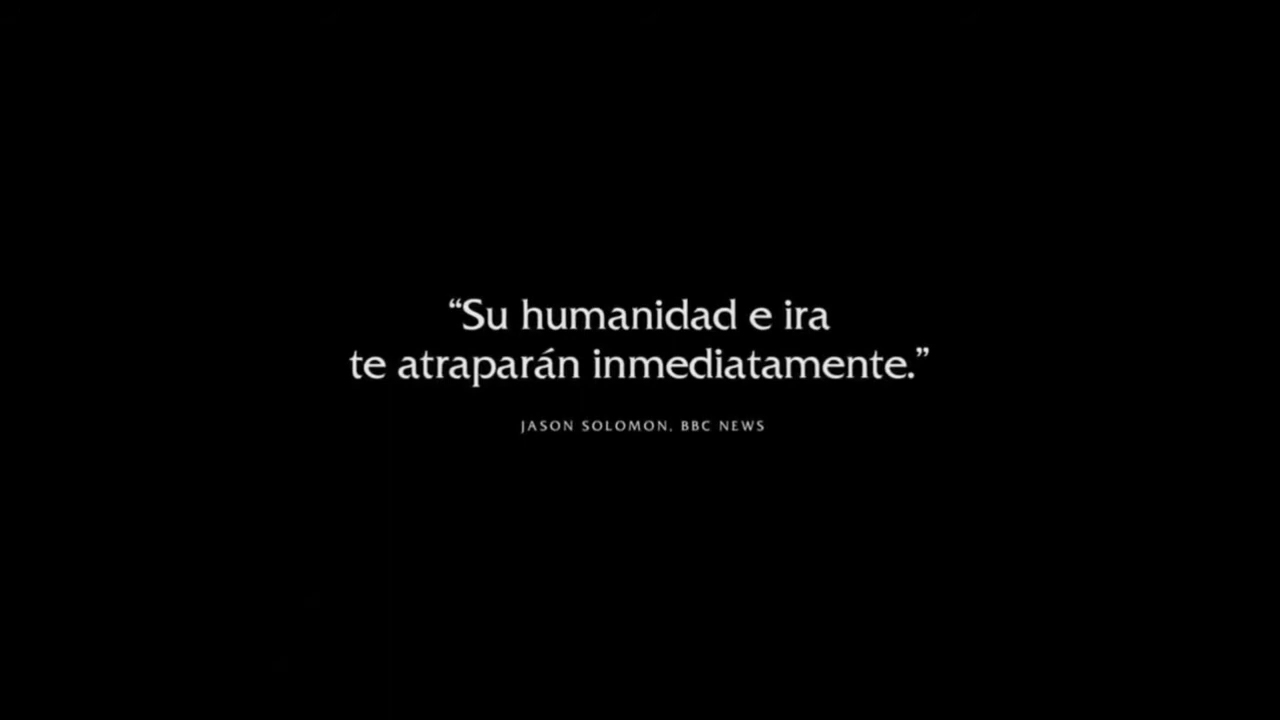 “Su humanidad e ira
te atraparán inmediatamente.”
JASON SOLOMON, BBC NEWS